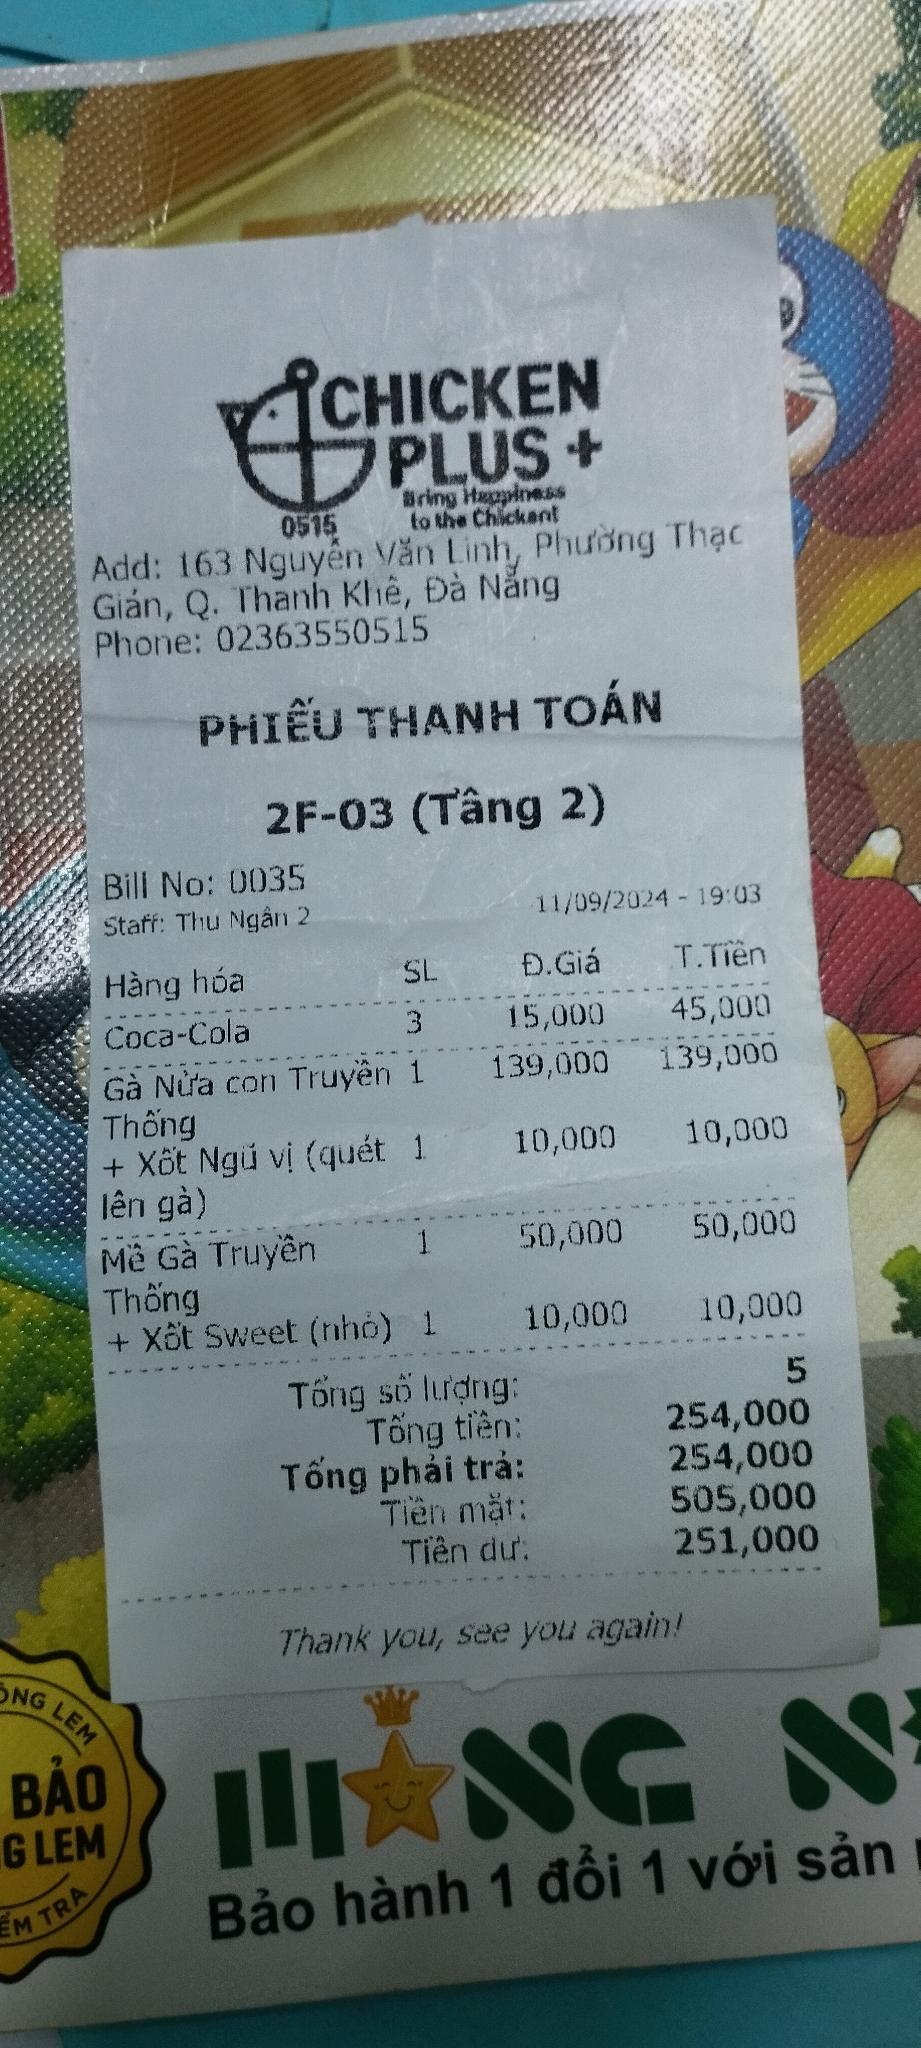 CHICKEN
PLUS +
Bring Happiness
to the Chickent
0515
Add: 163 Nguyễn Văn Linh, Phường Thạc
Gián, Q. Thanh Khê, Đà Nẵng
Phone: 02363550515
PHIẾU THANH TOÁN
2F-03 (Tầng 2)
Bill No: 0035
Staff: Thu Ngân 2 11/09/2024 - 19:03
Hàng hóa SL Đ.Giá T.Tiền
Coca-Cola 3 15,000 45,000
Gà Nửa con Truyền 1 139,000 139,000
Thống
+ Xốt Ngũ vị (quét 1 10,000 10,000
lên gà)
Mề Gà Truyền 1 50,000 50,000
Thống
+ Xốt Sweet (nhỏ) 1 10,000 10,000
Tổng số lượng: 5
Tổng tiền: 254,000
Tổng phải trả: 254,000
Tiền mặt: 505,000
Tiền dư: 251,000
Thank you, see you again!
LEM
BẢO
LEM
TRA
Bảo hành 1 đổi 1 với sản